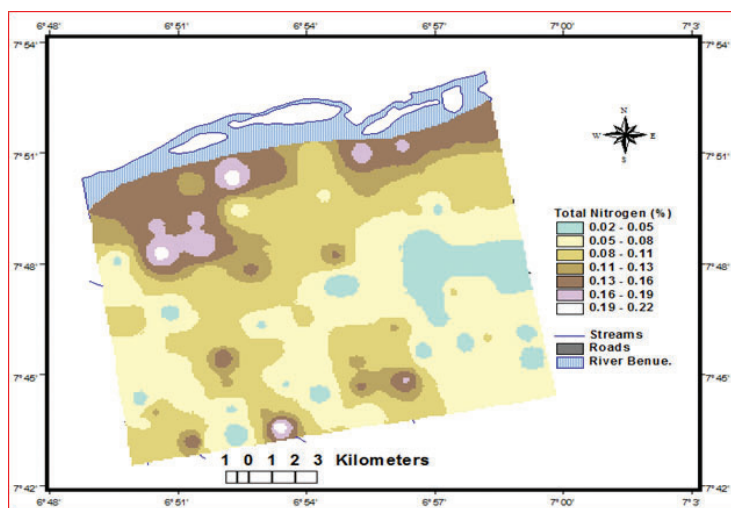 6° 48' 6° 51' 6° 54' 6° 57' 7° 00' 7° 3'
7° 54' 7° 54'
N
W E
S
7° 51' 7° 51'
Total Nitrogen (%)
0.02 - 0.05
0.05 - 0.08
0.08 - 0.11
0.11 - 0.13
0.13 - 0.16
0.16 - 0.19
0.19 - 0.22
7° 48' 7° 48'
Streams
Roads
River Benue.
7° 45' 7° 45'
1 0 1 2 3 Kilometers
7° 42' 7° 42'
6° 48' 6° 51' 6° 54' 6° 57' 7° 00' 7° 3'